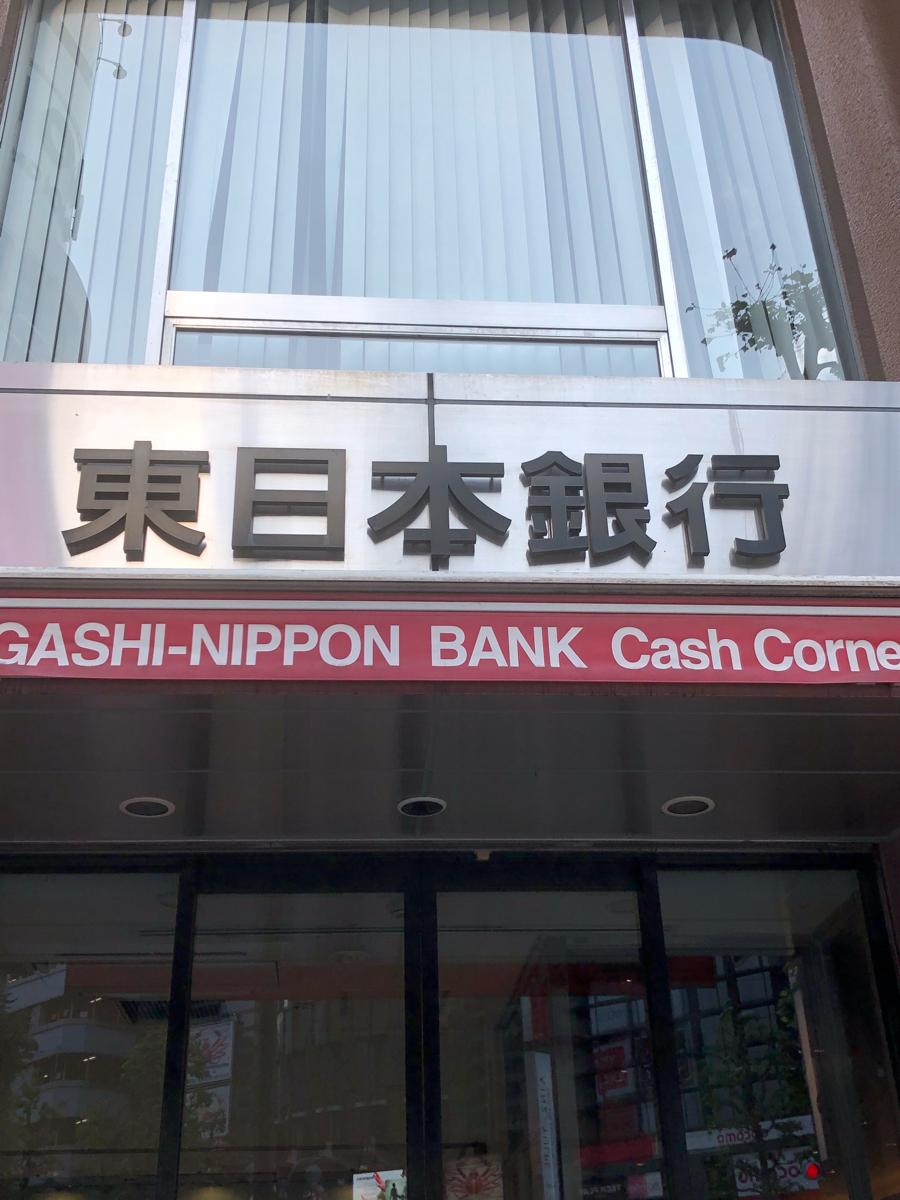 東日本銀行
GASHI-NIPPON BANK Cash Corne